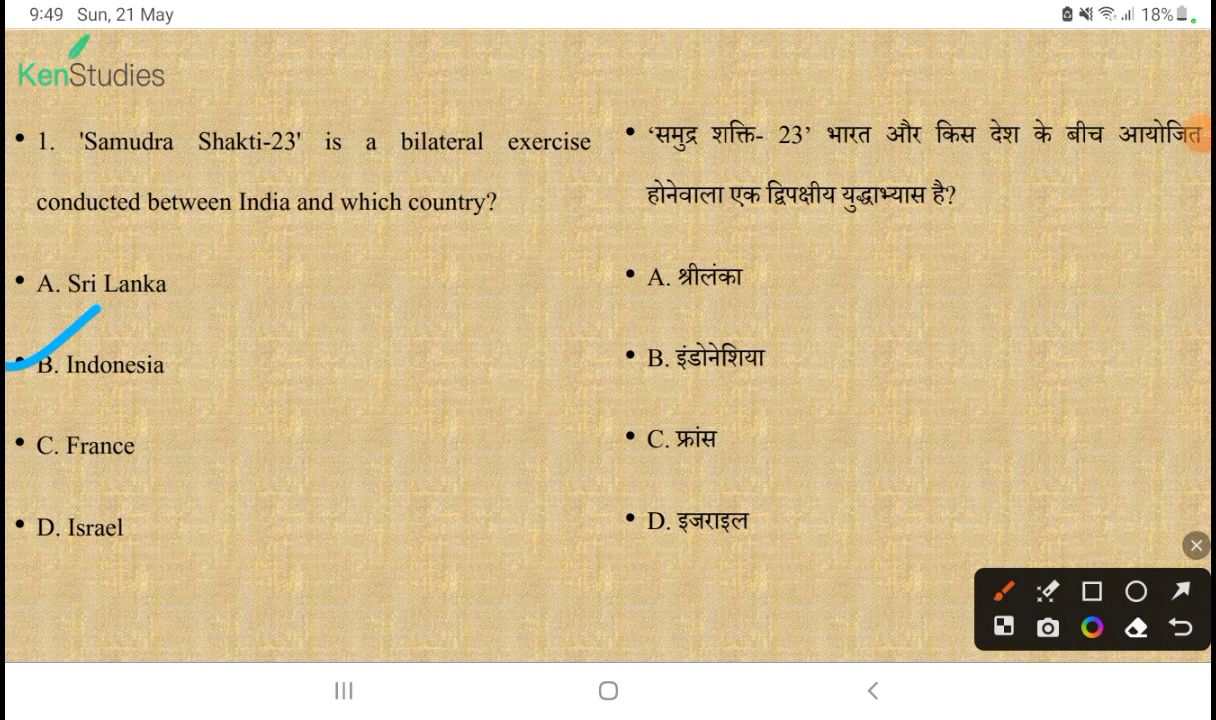 9:49 Sun, 21 May 18%
KenStudies
• 1. 'Samudra Shakti-23' is a bilateral exercise
conducted between India and which country?
• A. Sri Lanka
• B. Indonesia
• C. France
• D. Israel
• ‘समुद्र शक्ति- 23’ भारत और किस देश के बीच आयोजित
होनेवाला एक द्विपक्षीय युद्धाभ्यास है?
• A. श्रीलंका
• B. इंडोनेशिया
• C. फ्रांस
• D. इजराइल